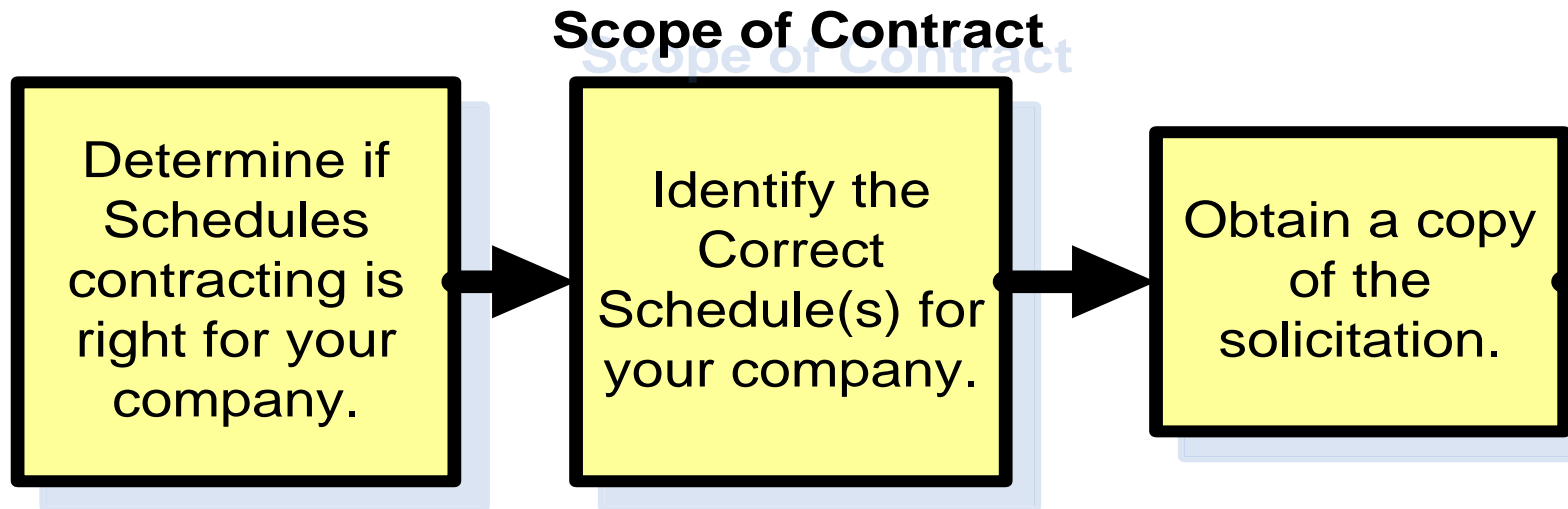 Scope of Contract
Determine if
Schedules
contracting is
right for your
company.
Identify the
Correct
Schedule(s) for
your company.
Obtain a copy
of the
solicitation.